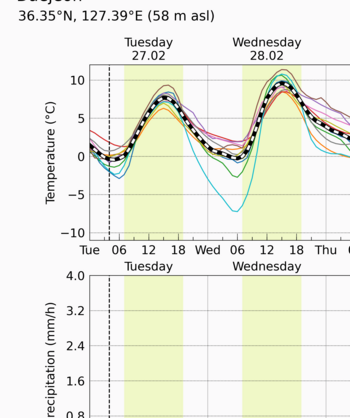 36.35°N, 127.39°E (58 m asl)
Tuesday Wednesday
27.02 28.02
Temperature (°C)
10
5
0
−5
−10
Tue 06 12 18 Wed 06 12 18 Thu
Tuesday Wednesday
4.0
3.2
2.4
1.6
0.8